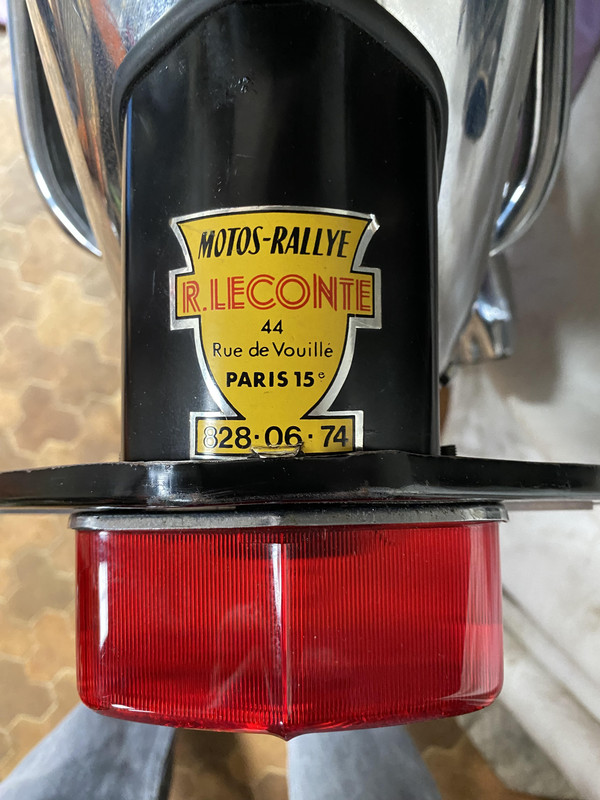 MOTOS-RALLYE
R.LECONTE
44
Rue de Vouillé
PARIS 15e
828·06·74